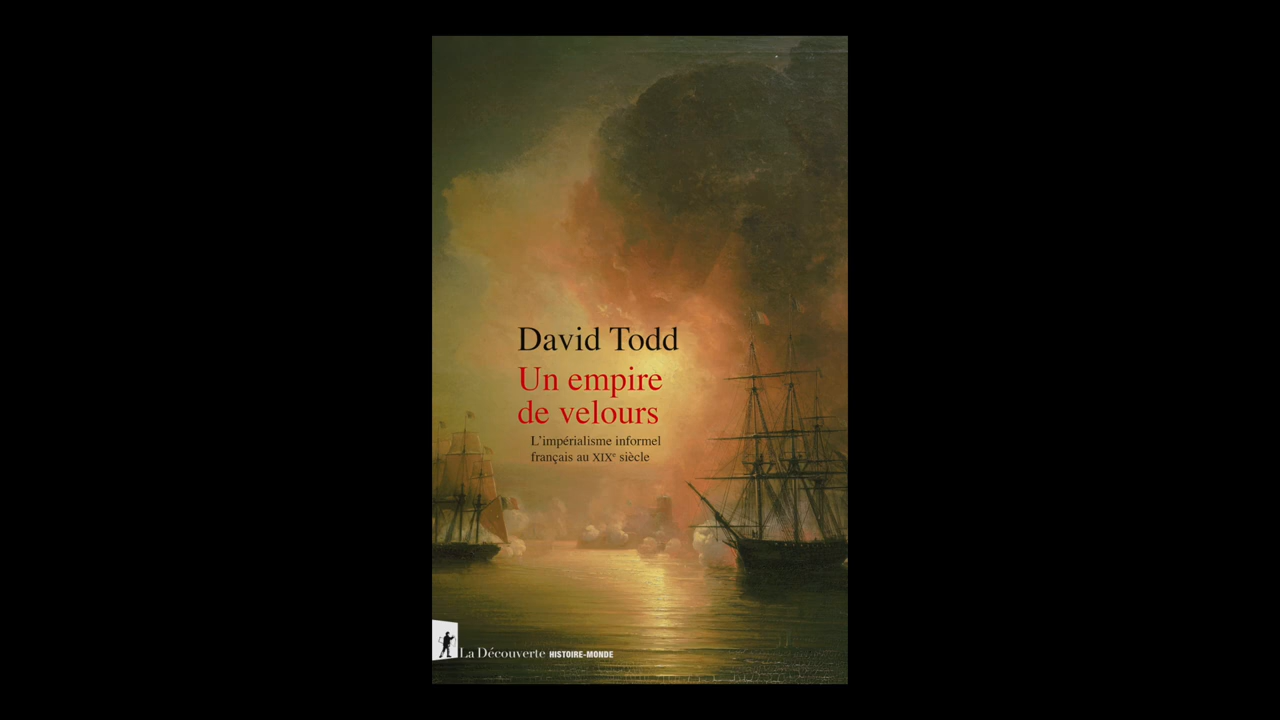 David Todd
Un empire
de velours
L’impérialisme informel
français au XIXe siècle
La Découverte HISTOIRE-MONDE